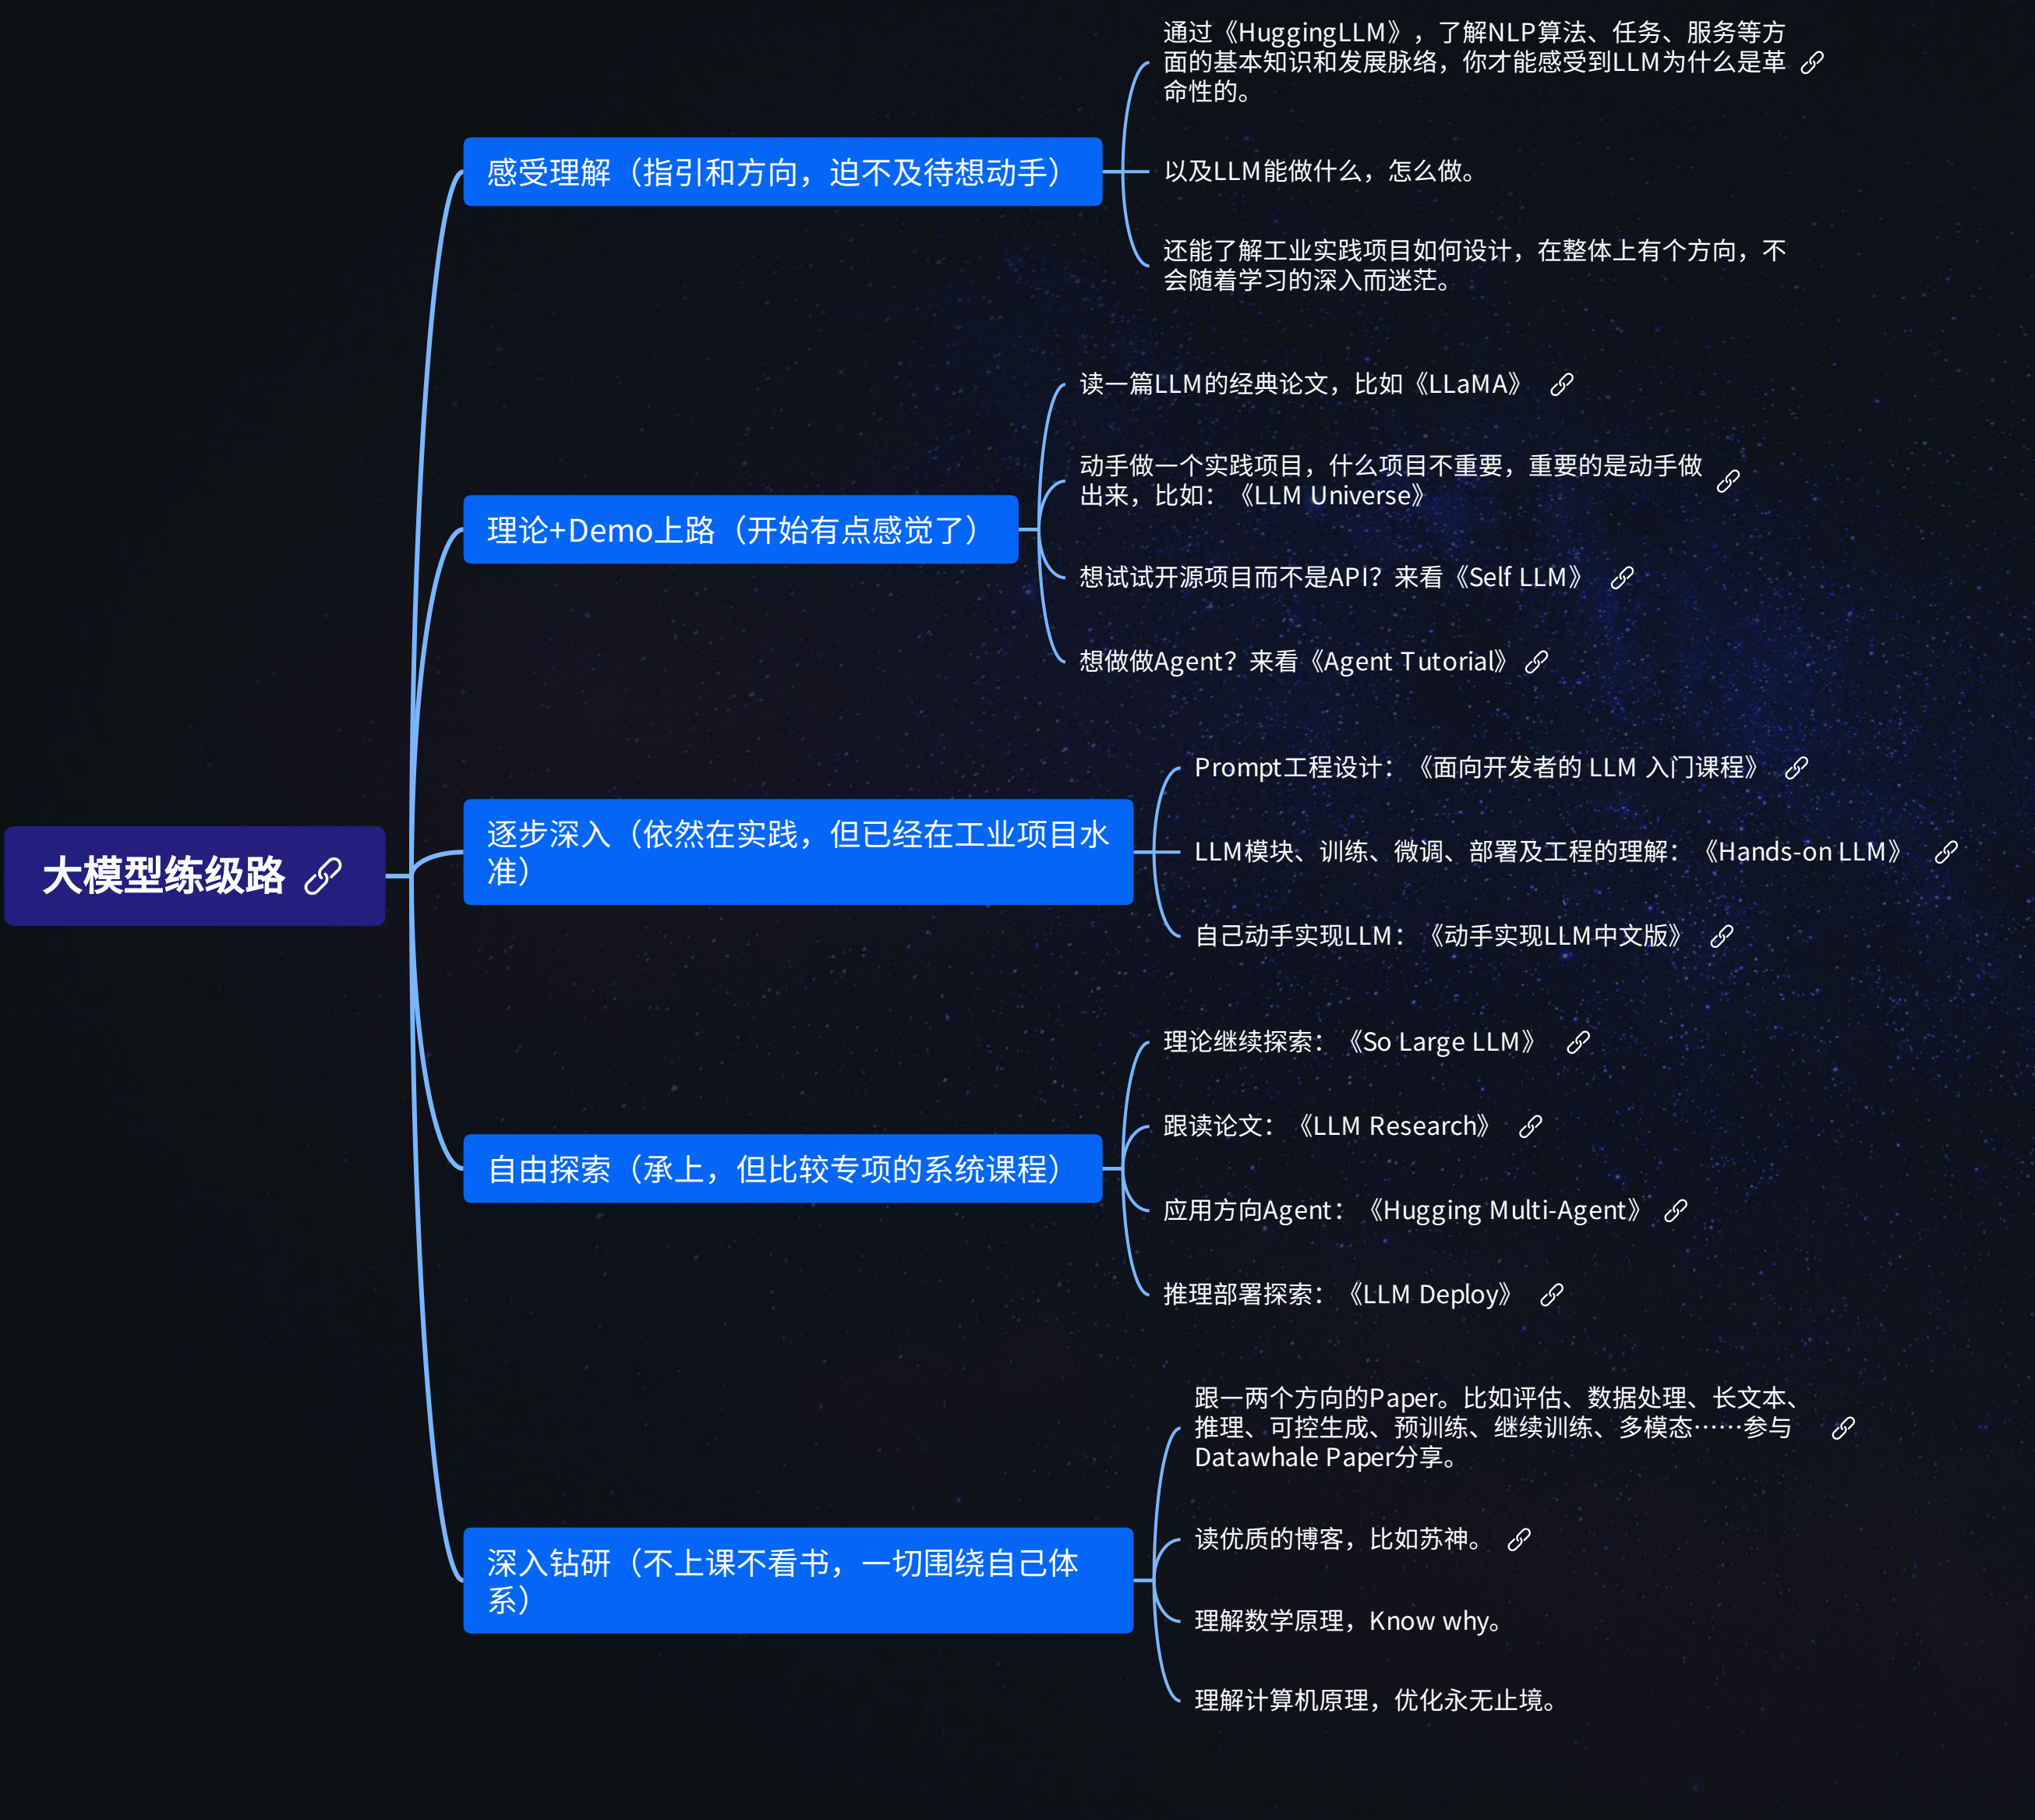 通过《HuggingLLM》，了解NLP算法、任务、服务等方
面的基本知识和发展脉络，你才能感受到LLM为什么是革
命性的。
感受理解（指引和方向，迫不及待想动手）
以及LLM能做什么，怎么做。
还能了解工业实践项目如何设计，在整体上有个方向，不
会随着学习的深入而迷茫。
读一篇LLM的经典论文，比如《LLaMA》
动手做一个实践项目，什么项目不重要，重要的是动手做
出来，比如：《LLM Universe》
理论+Demo上路（开始有点感觉了）
想试试开源项目而不是API？来看《Self LLM》
想做做Agent？来看《Agent Tutorial》
Prompt工程设计：《面向开发者的 LLM 入门课程》
逐步深入（依然在实践，但已经在工业项目水
准）
LLM模块、训练、微调、部署及工程的理解：《Hands-on LLM》
大模型练级路
自己动手实现LLM：《动手实现LLM中文版》
理论继续探索：《So Large LLM》
跟读论文：《LLM Research》
自由探索（承上，但比较专项的系统课程）
应用方向Agent：《Hugging Multi-Agent》
推理部署探索：《LLM Deploy》
跟一两个方向的Paper。比如评估、数据处理、长文本、
推理、可控生成、预训练、继续训练、多模态……参与
Datawhale Paper分享。
读优质的博客，比如苏神。
深入钻研（不上课不看书，一切围绕自己体
系）
理解数学原理，Know why。
理解计算机原理，优化永无止境。